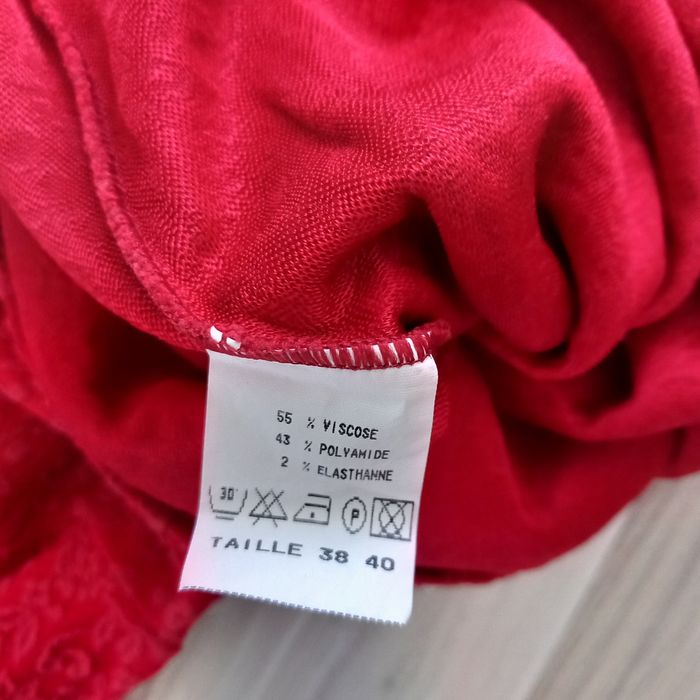 55 % VISCOSE
43 % POLYAMIDE
2 % ELASTHANNE
30° P
TAILLE 38 40